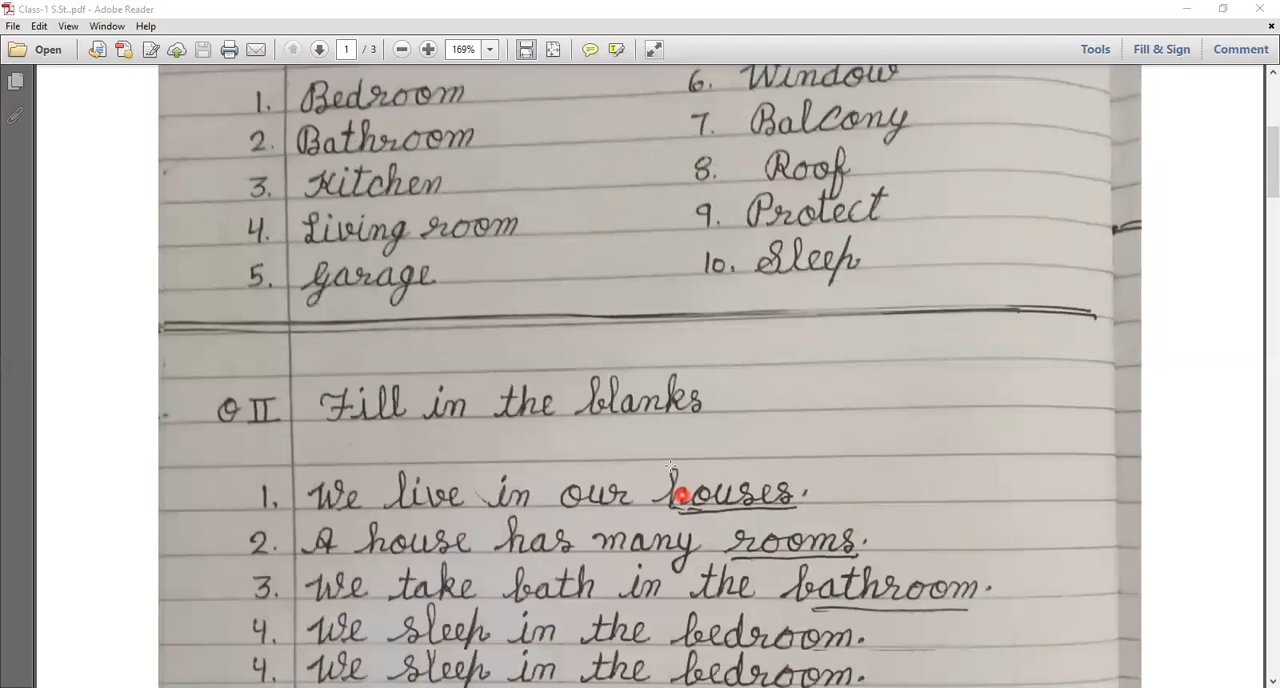 Class-1 S.St..pdf - Adobe Reader
File Edit View Window Help
Open 1 / 3 169% Tools Fill & Sign Comment
1. Bedroom
2. Bathroom
3. Kitchen
4. Living room
5. Garage
6. Window
7. Balcony
8. Roof
9. Protect
10. Sleep
Q II Fill in the blanks
1. We live in our houses.
2. A house has many rooms.
3. We take bath in the bathroom.
4. We sleep in the bedroom.
4. We sleep in the bedroom.